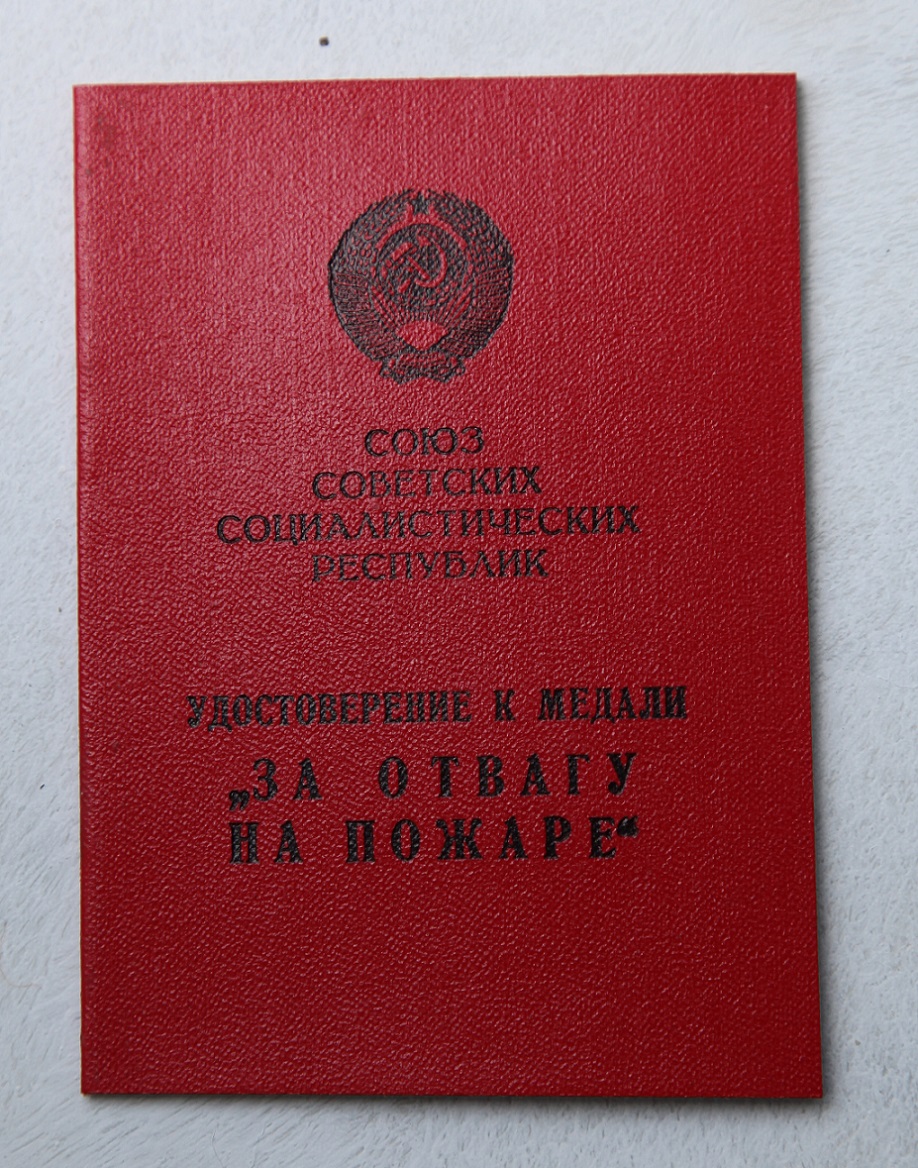 СОЮЗ
СОВЕТСКИХ
СОЦИАЛИСТИЧЕСКИХ
РЕСПУБЛИК
УДОСТОВЕРЕНИЕ К МЕДАЛИ
„ЗА ОТВАГУ
НА ПОЖАРЕ“